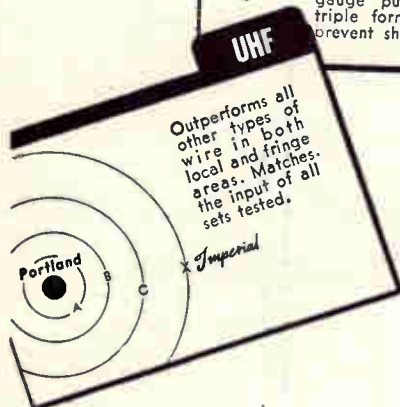 gauge pu
triple form
prevent sh
UHF
Outperforms all
other types of
wire in both
local and fringe
areas. Matches.
the input of all
sets tested.
Portland
A
B
C
X Imperial